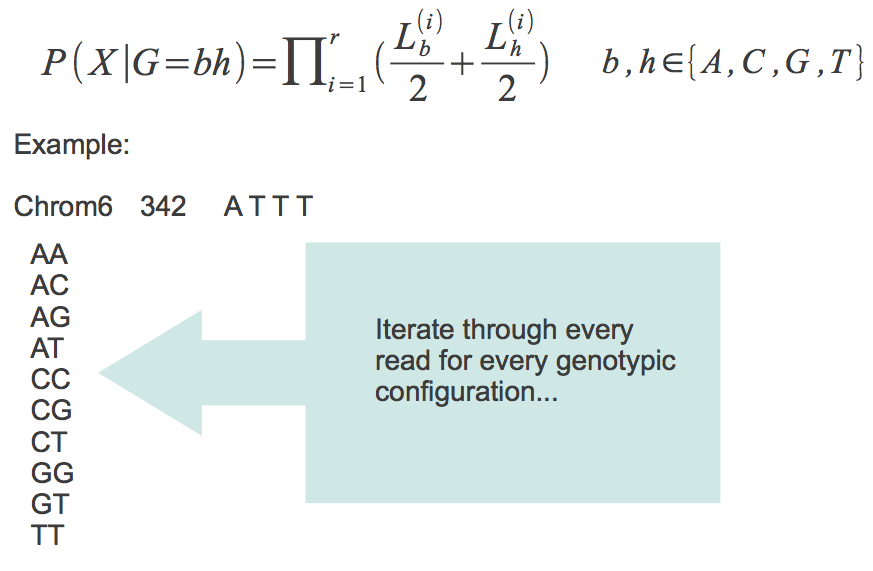 P(X|G=bh)=∏ᵢ₌₁ʳ(L_b^(i)/2+L_h^(i)/2) b,h∈{A,C,G,T}
Example:
Chrom6 342 A T T T
AA
AC
AG
AT
CC
CG
CT
GG
GT
TT
Iterate through every
read for every genotypic
configuration...